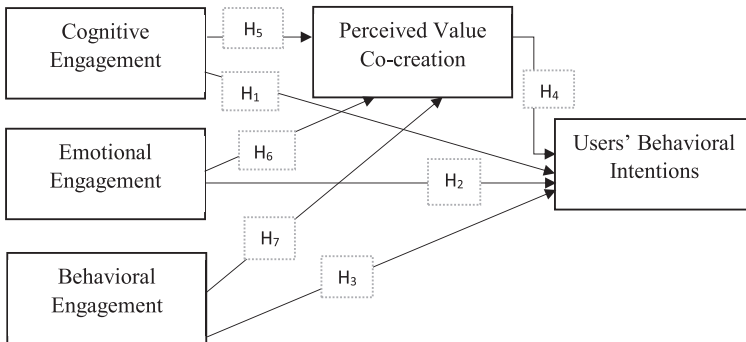 Cognitive
Engagement
H₅
Perceived Value
Co-creation
H₁
H₄
Emotional
Engagement
H₆
H₂
Users' Behavioral
Intentions
H₇
Behavioral
Engagement
H₃